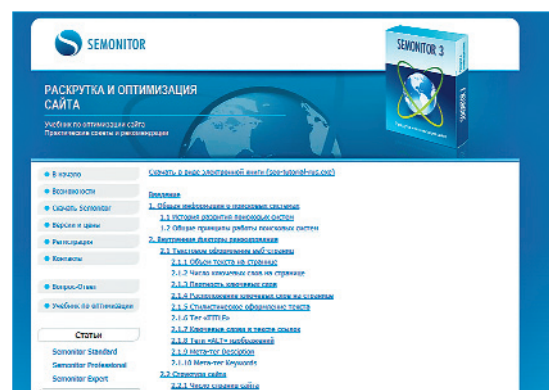 SEMONITOR
SEMONITOR 3
РАСКРУТКА И ОПТИМИЗАЦИЯ
САЙТА
Учебник по оптимизации сайта
Практические советы и рекомендации
В начало
Возможности
Скачать Semonitor
Версии и цены
Регистрация
Контакты
Вопрос-Ответ
Учебник по оптимизации
Статьи
Semonitor Standard
Semonitor Professional
Semonitor Expert
Скачать в виде электронной книги (seo-tutorial-rus.exe)
Введение
1. Общая информация о поисковых системах
1.1 История развития поисковых систем
1.2 Общие принципы работы поисковых систем
2. Внутренние факторы ранжирования
2.1 Текстовое оформление веб-страниц
2.1.1 Объем текста на странице
2.1.2 Число ключевых слов на странице
2.1.3 Плотность ключевых слов
2.1.4 Расположение ключевых слов на странице
2.1.5 Стилистическое оформление текста
2.1.6 Тег «TITLE»
2.1.7 Ключевые слова в тексте ссылок
2.1.8 Теги «ALT» изображений
2.1.9 Мета-тег Desciption
2.1.10 Мета-тег Keywords
2.2 Структура сайта
2.2.1 Число страниц сайта